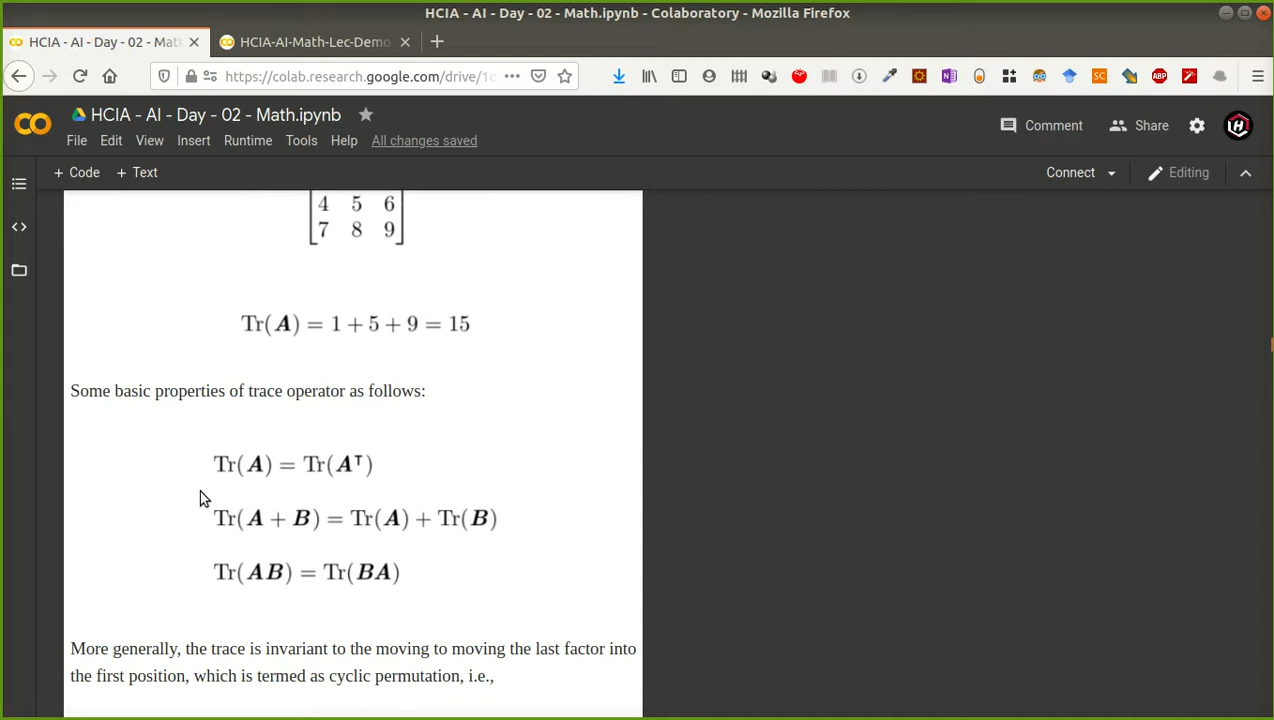 HCIA - AI - Day - 02 - Math.ipynb - Colaboratory - Mozilla Firefox
HCIA - AI - Day - 02 - Mat
HCIA-AI-Math-Lec-Demo.
https://colab.research.google.com/drive/1
HCIA - AI - Day - 02 - Math.ipynb
Comment
Share
File Edit View Insert Runtime Tools Help All changes saved
+ Code + Text
Connect
Editing
4 5 6
7 8 9
Tr(A) = 1 + 5 + 9 = 15
Some basic properties of trace operator as follows:
Tr(A) = Tr(A⊤)
Tr(A + B) = Tr(A) + Tr(B)
Tr(AB) = Tr(BA)
More generally, the trace is invariant to the moving to moving the last factor into
the first position, which is termed as cyclic permutation, i.e.,